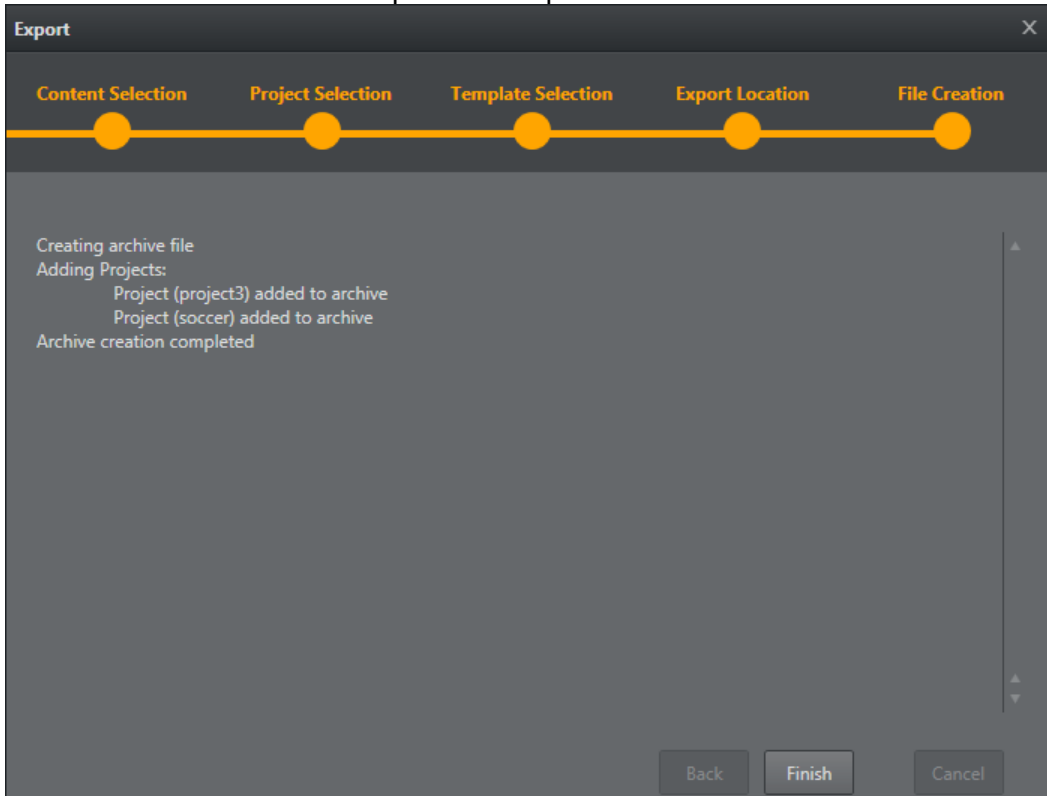 Export X
Content Selection Project Selection Template Selection Export Location File Creation
Creating archive file
Adding Projects:
Project (project3) added to archive
Project (soccer) added to archive
Archive creation completed
Back Finish Cancel